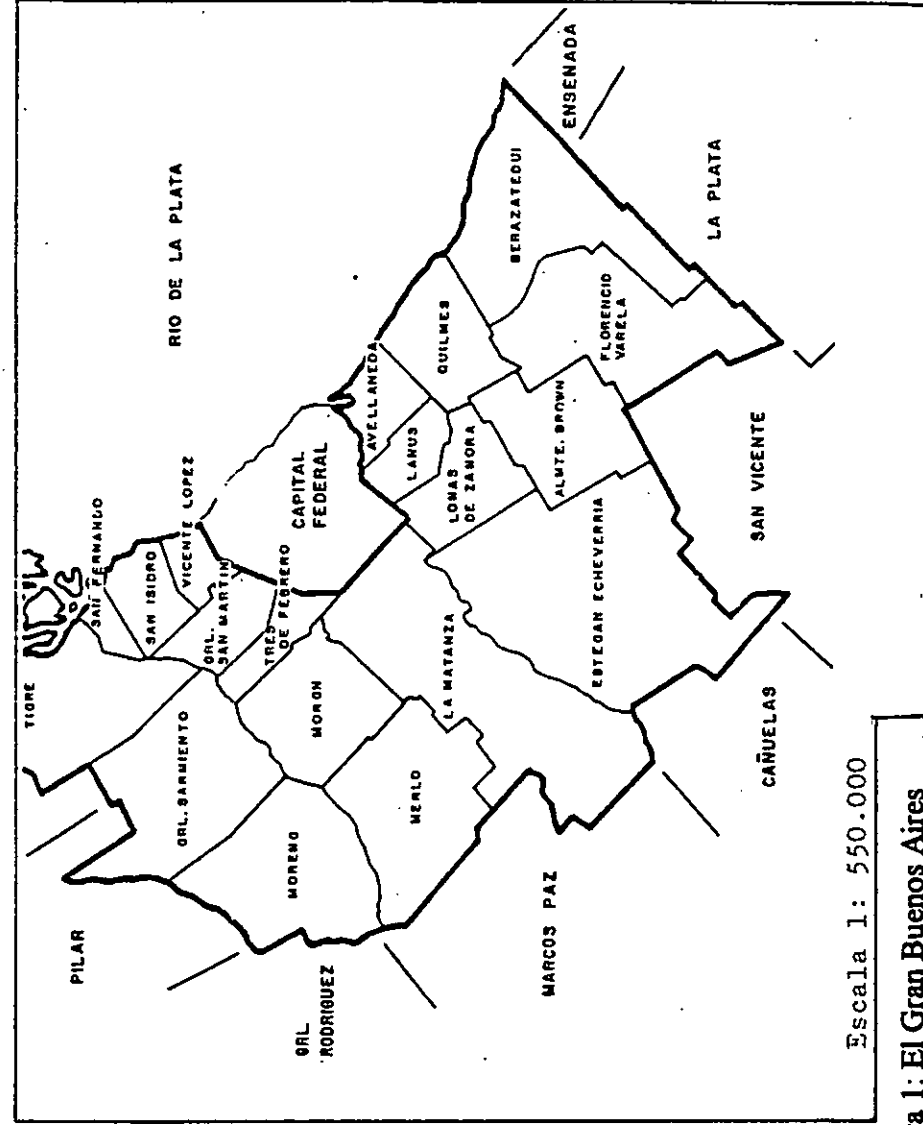 TIGRE
SAN FERNANDO
PILAR
RIO DE LA PLATA
SAN ISIDRO
VICENTE LOPEZ
GRL. SARMIENTO
GRL.
SAN MARTIN
TRES
DE FEBRERO
CAPITAL
FEDERAL
MORENO
MORON
GRL.
RODRIGUEZ
AVELLANEDA
LANUS
QUILMES
MERLO
LA MATANZA
LOMAS
DE ZAMORA
BERAZATEGUI
ENSENADA
ALMTE. BROWN
FLORENCIO
VARELA
MARCOS PAZ
ESTEBAN ECHEVERRIA
LA PLATA
CAÑUELAS
SAN VICENTE
Escala 1: 550.000
a 1: El Gran Buenos Aires